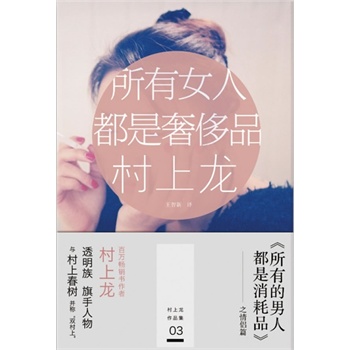 所有女人
都是奢侈品
村上龙
百万畅销书作者
村上龙
透明族 旗手人物
与 村上春树 并称“双村上”
村上龙
作品集
03
《所有的男人
都是消耗品》
之情侣篇